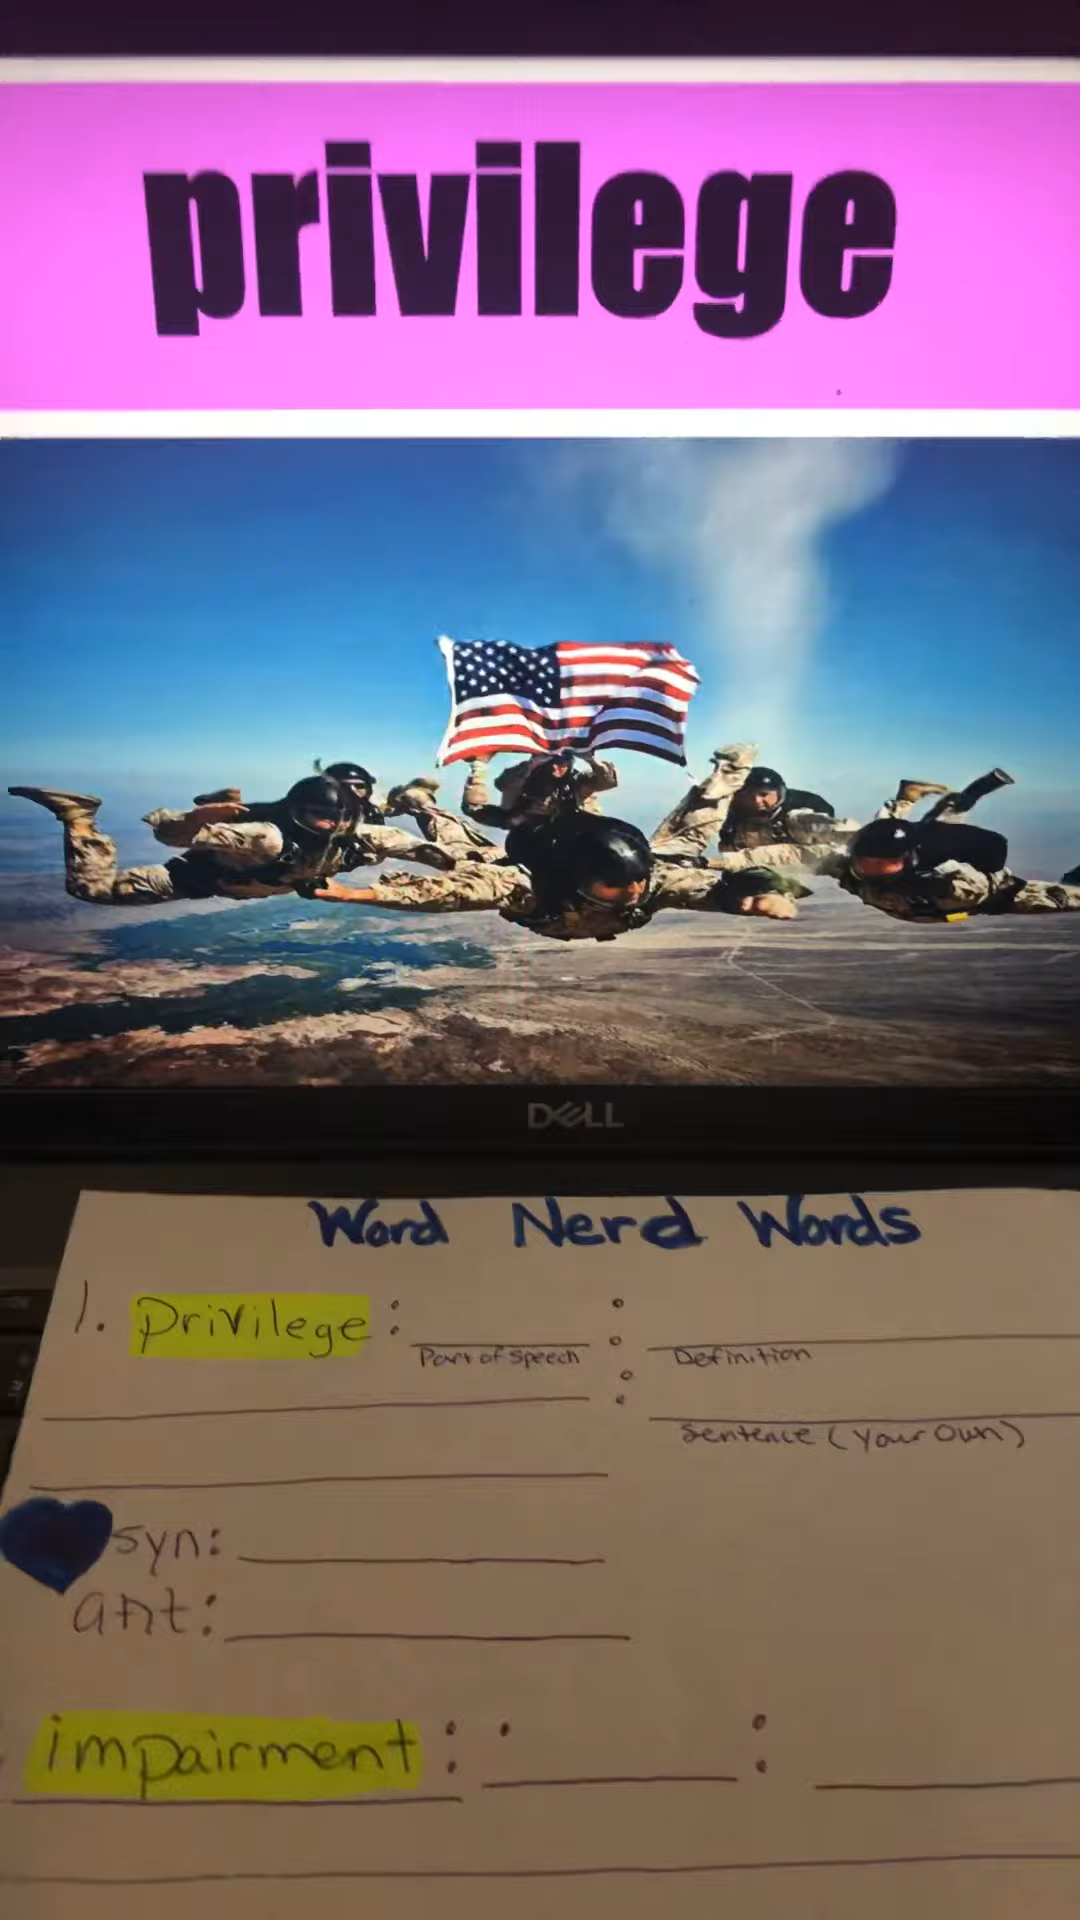 privilege
DELL
Word Nerd Words
1. Privilege : :
Part of Speech Definition
:
Sentence (Your Own)
syn:
ant:
impairment : :